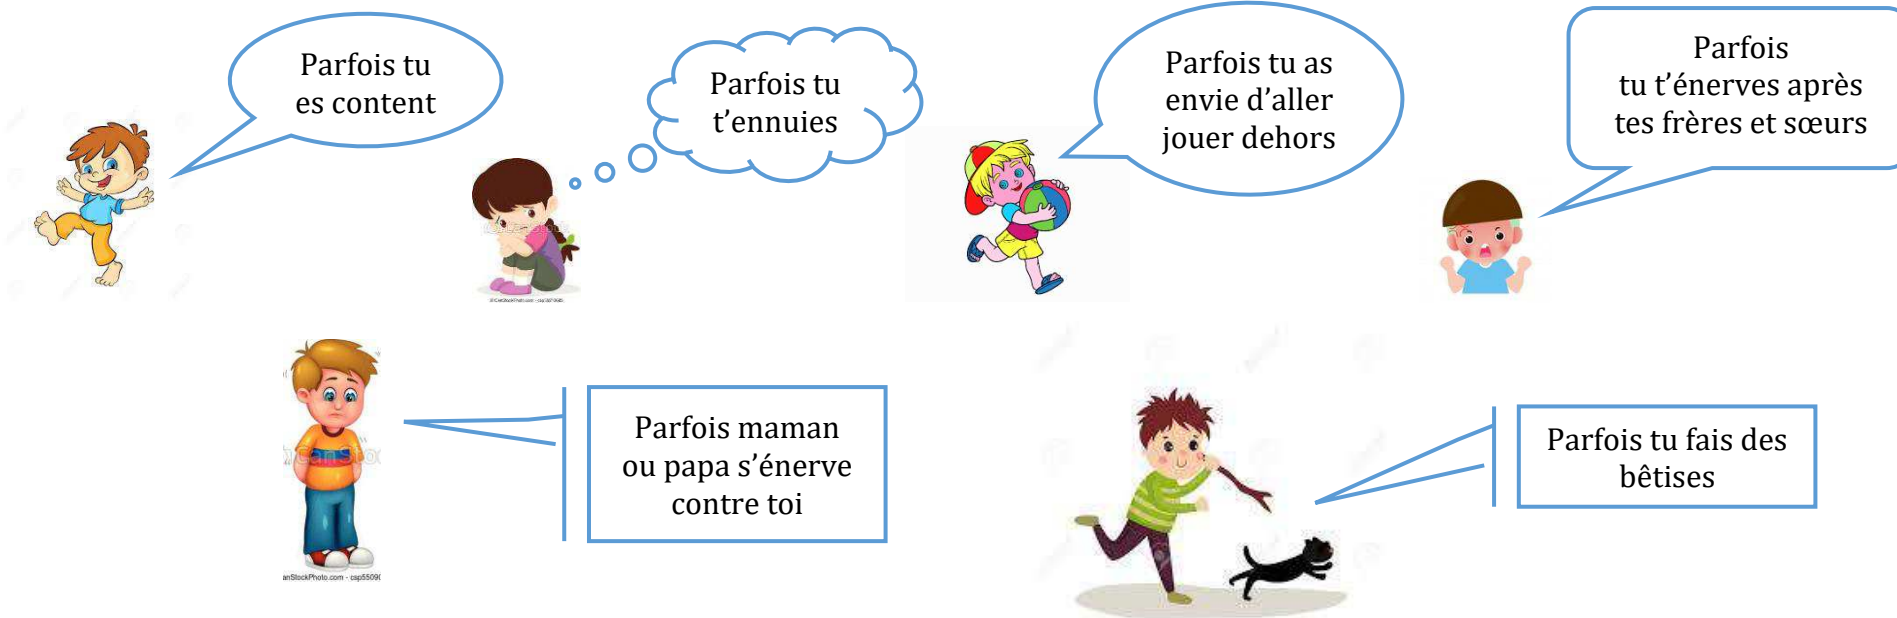 Parfois tu
es content
Parfois tu
t'ennuies
Parfois tu as
envie d'aller
jouer dehors
Parfois
tu t'énerves après
tes frères et sœurs
Parfois maman
ou papa s'énerve
contre toi
Parfois tu fais des
bêtises